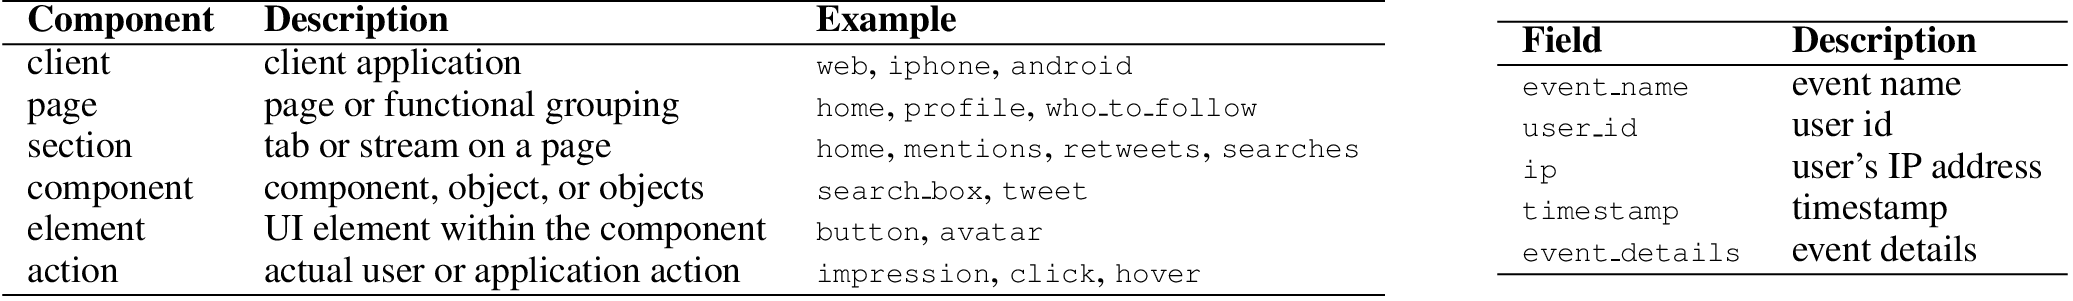 Component Description Example
client client application web, iphone, android
page page or functional grouping home, profile, who_to_follow
section tab or stream on a page home, mentions, retweets, searches
component component, object, or objects search_box, tweet
element UI element within the component button, avatar
action actual user or application action impression, click, hover
Field Description
event_name event name
user_id user id
ip user's IP address
timestamp timestamp
event_details event details